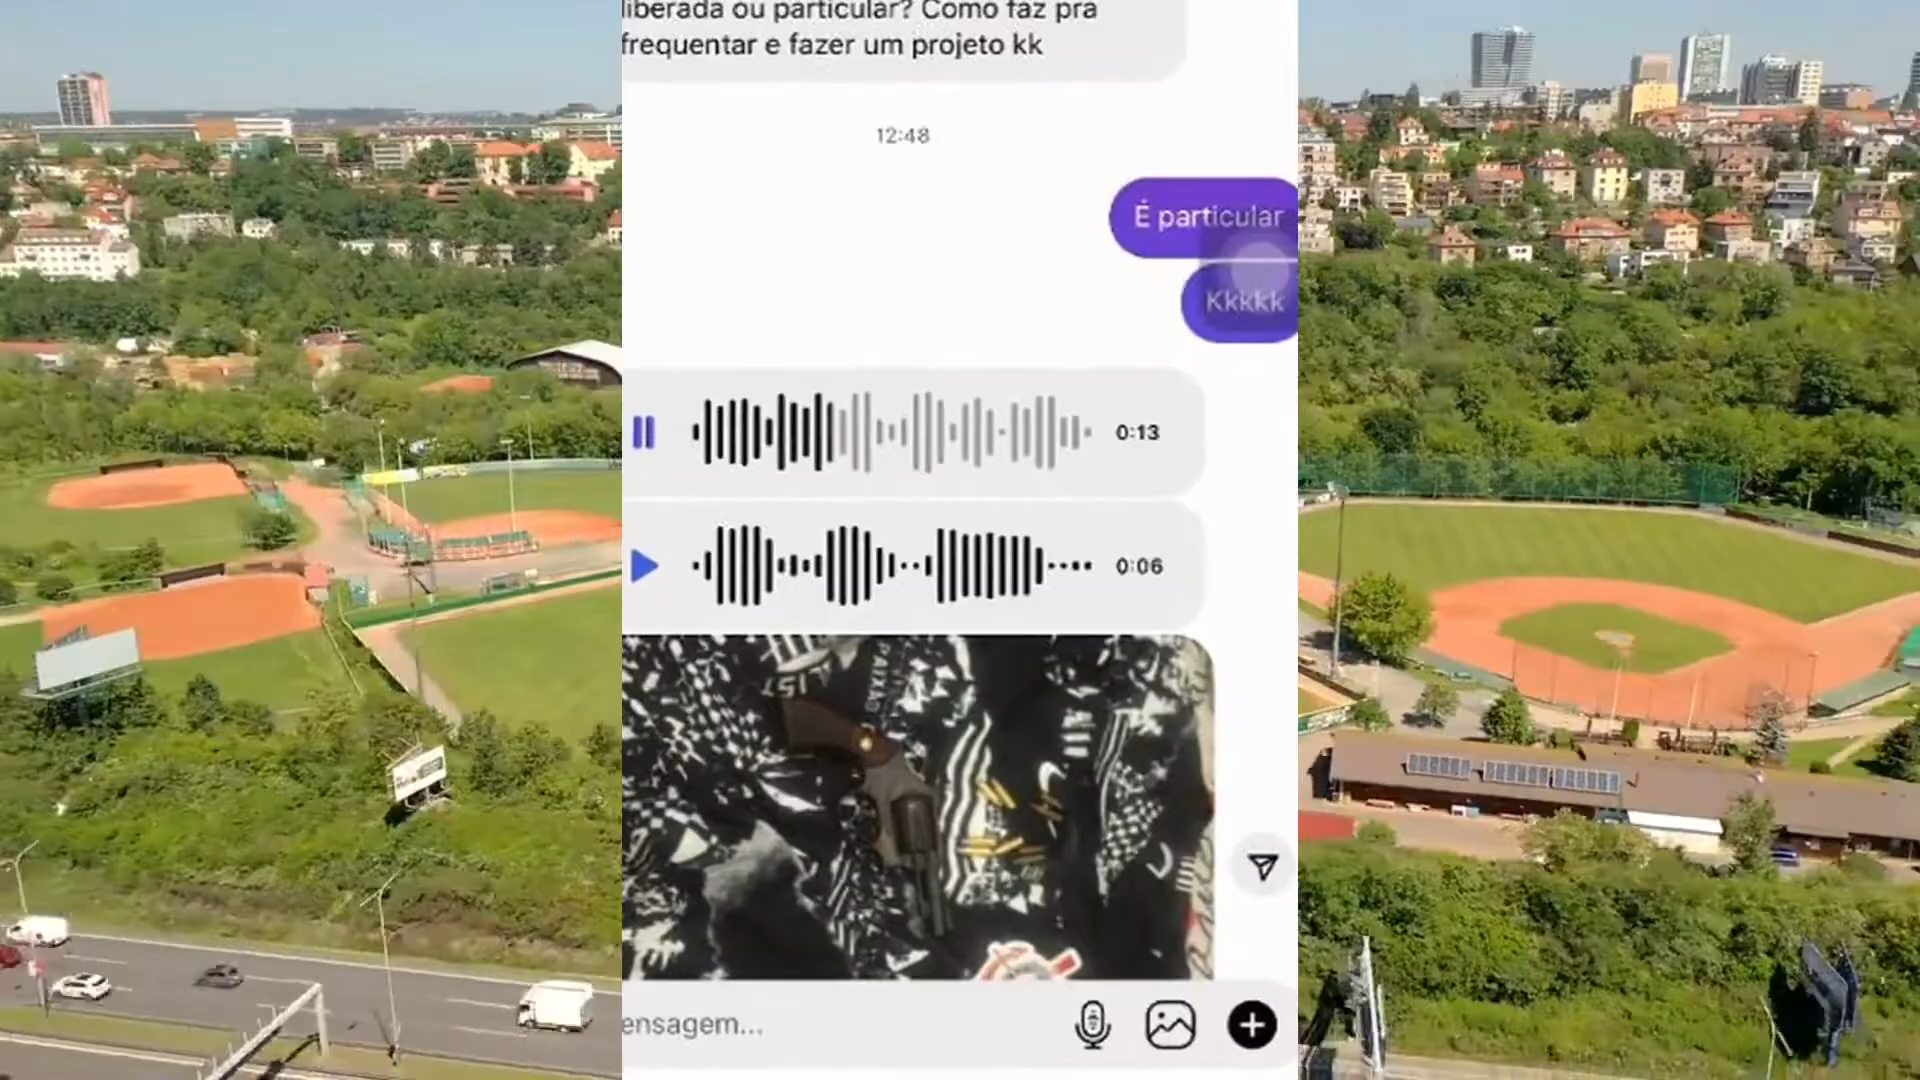 liberada ou particular? Como faz pra
frequentar e fazer um projeto kk
12:48
É particular
Kkkkk
0:13
0:06
ensagem...